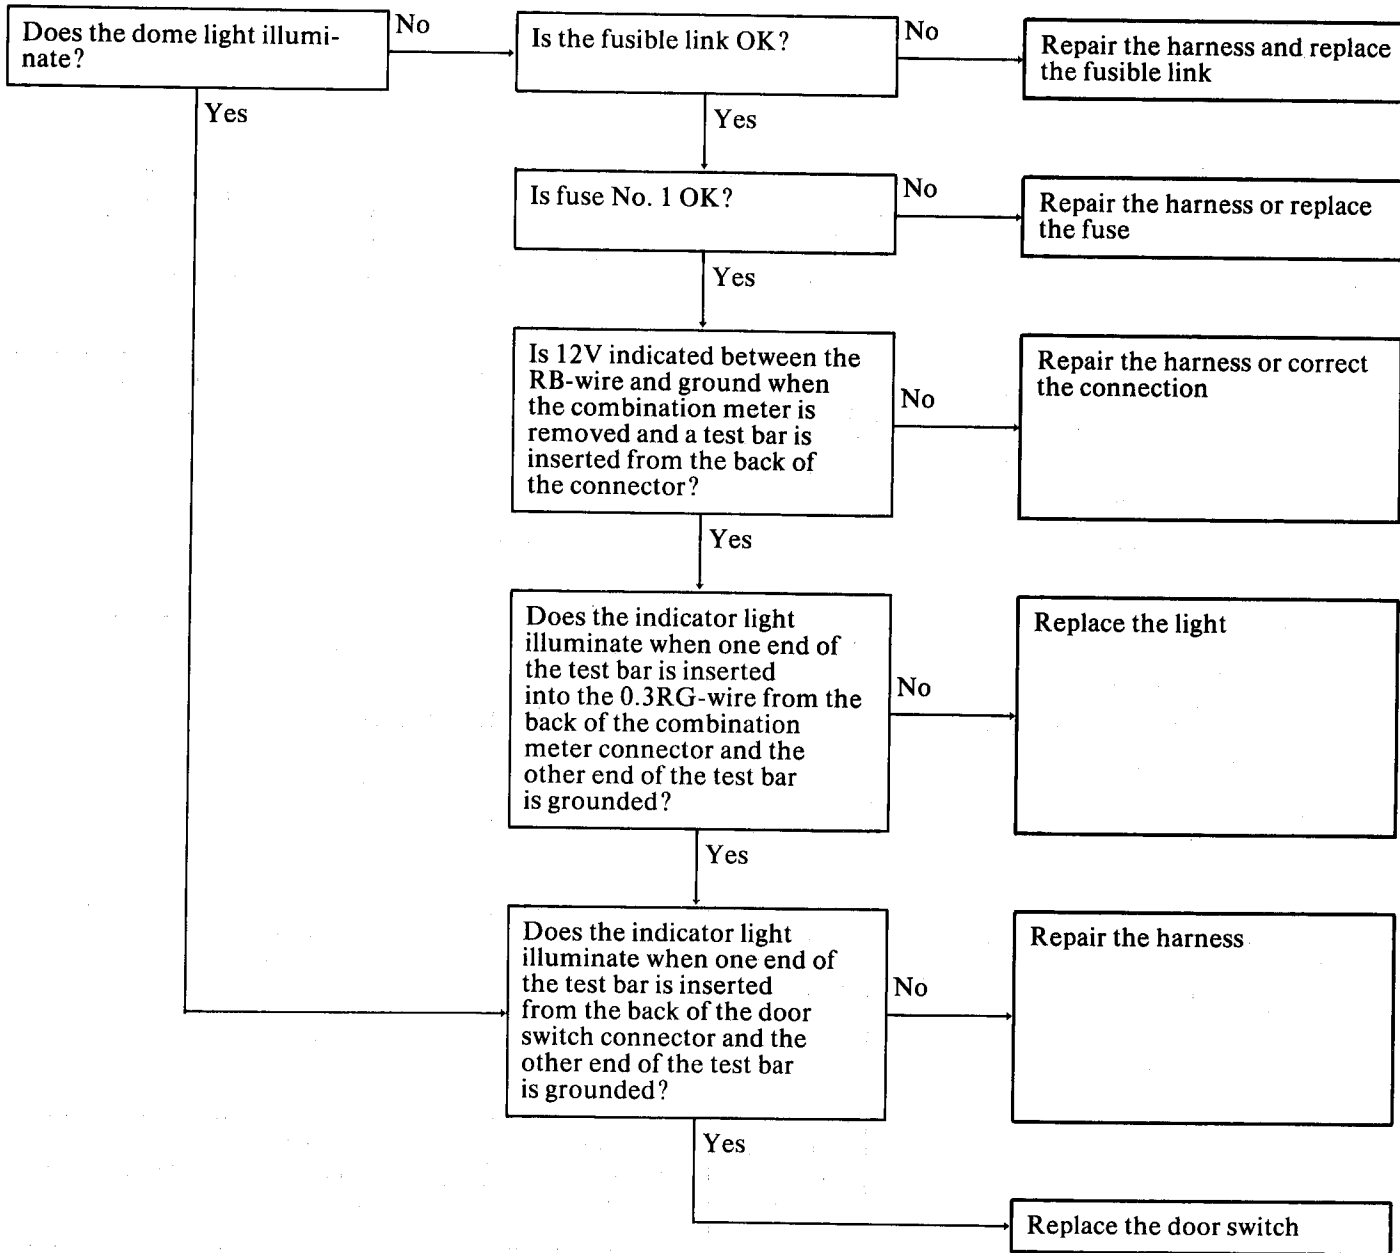 Does the dome light illumi-
nate?
No
Is the fusible link OK?
No
Repair the harness and replace
the fusible link
Yes
Yes
Is fuse No. 1 OK?
No
Repair the harness or replace
the fuse
Yes
Is 12V indicated between the
RB-wire and ground when
the combination meter is
removed and a test bar is
inserted from the back of
the connector?
No
Repair the harness or correct
the connection
Yes
Does the indicator light
illuminate when one end of
the test bar is inserted
into the 0.3RG-wire from the
back of the combination
meter connector and the
other end of the test bar
is grounded?
No
Replace the light
Yes
Does the indicator light
illuminate when one end of
the test bar is inserted
from the back of the door
switch connector and the
other end of the test bar
is grounded?
No
Repair the harness
Yes
Replace the door switch